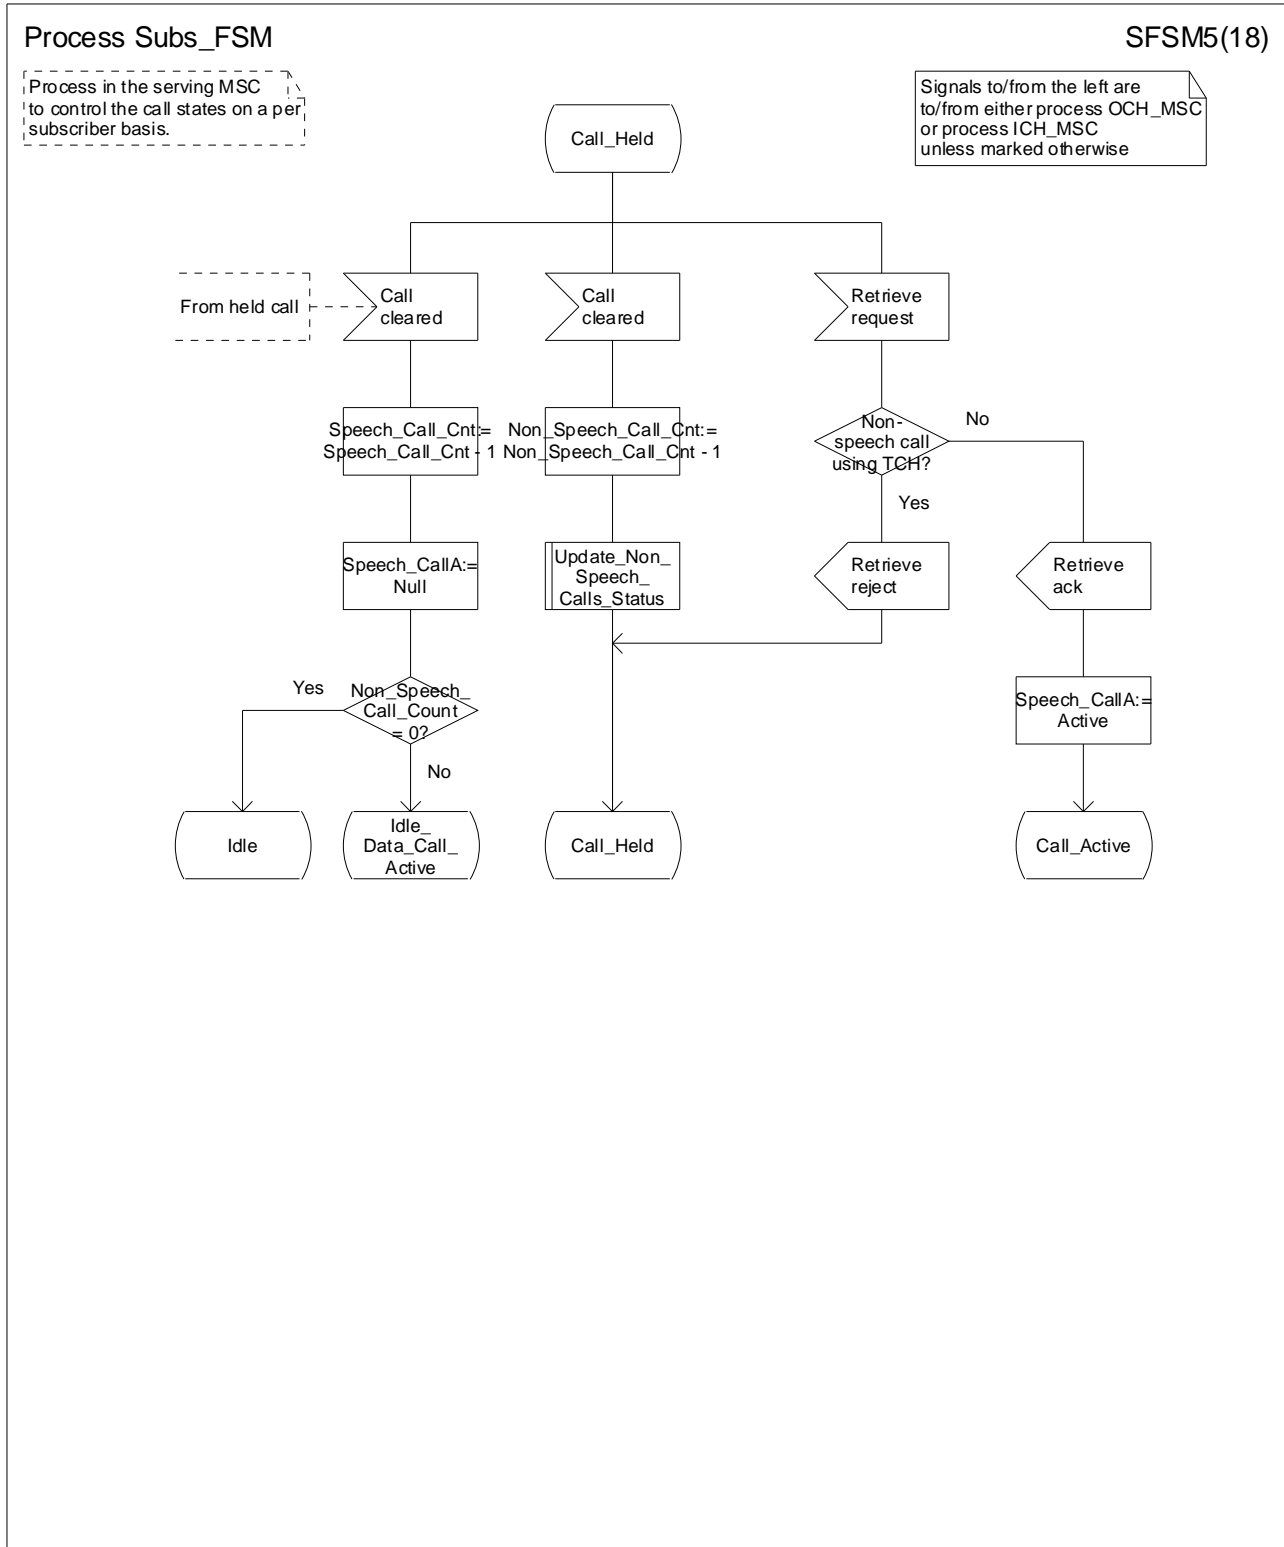 Process Subs_FSM
SFSM5(18)
Process in the serving MSC
to control the call states on a per
subscriber basis.
Signals to/from the left are
to/from either process OCH_MSC
or process ICH_MSC
unless marked otherwise
Call_Held
From held call
Call
cleared
Call
cleared
Retrieve
request
Speech_Call_Cnt:=
Speech_Call_Cnt - 1
Non_Speech_Call_Cnt:=
Non_Speech_Call_Cnt - 1
Non-
speech call
using TCH?
No
Yes
Speech_CallA:=
Null
Update_Non_
Speech_
Calls_Status
Retrieve
reject
Retrieve
ack
Yes
Non_Speech_
Call_Count
= 0?
No
Speech_CallA:=
Active
Idle
Idle_
Data_Call_
Active
Call_Held
Call_Active